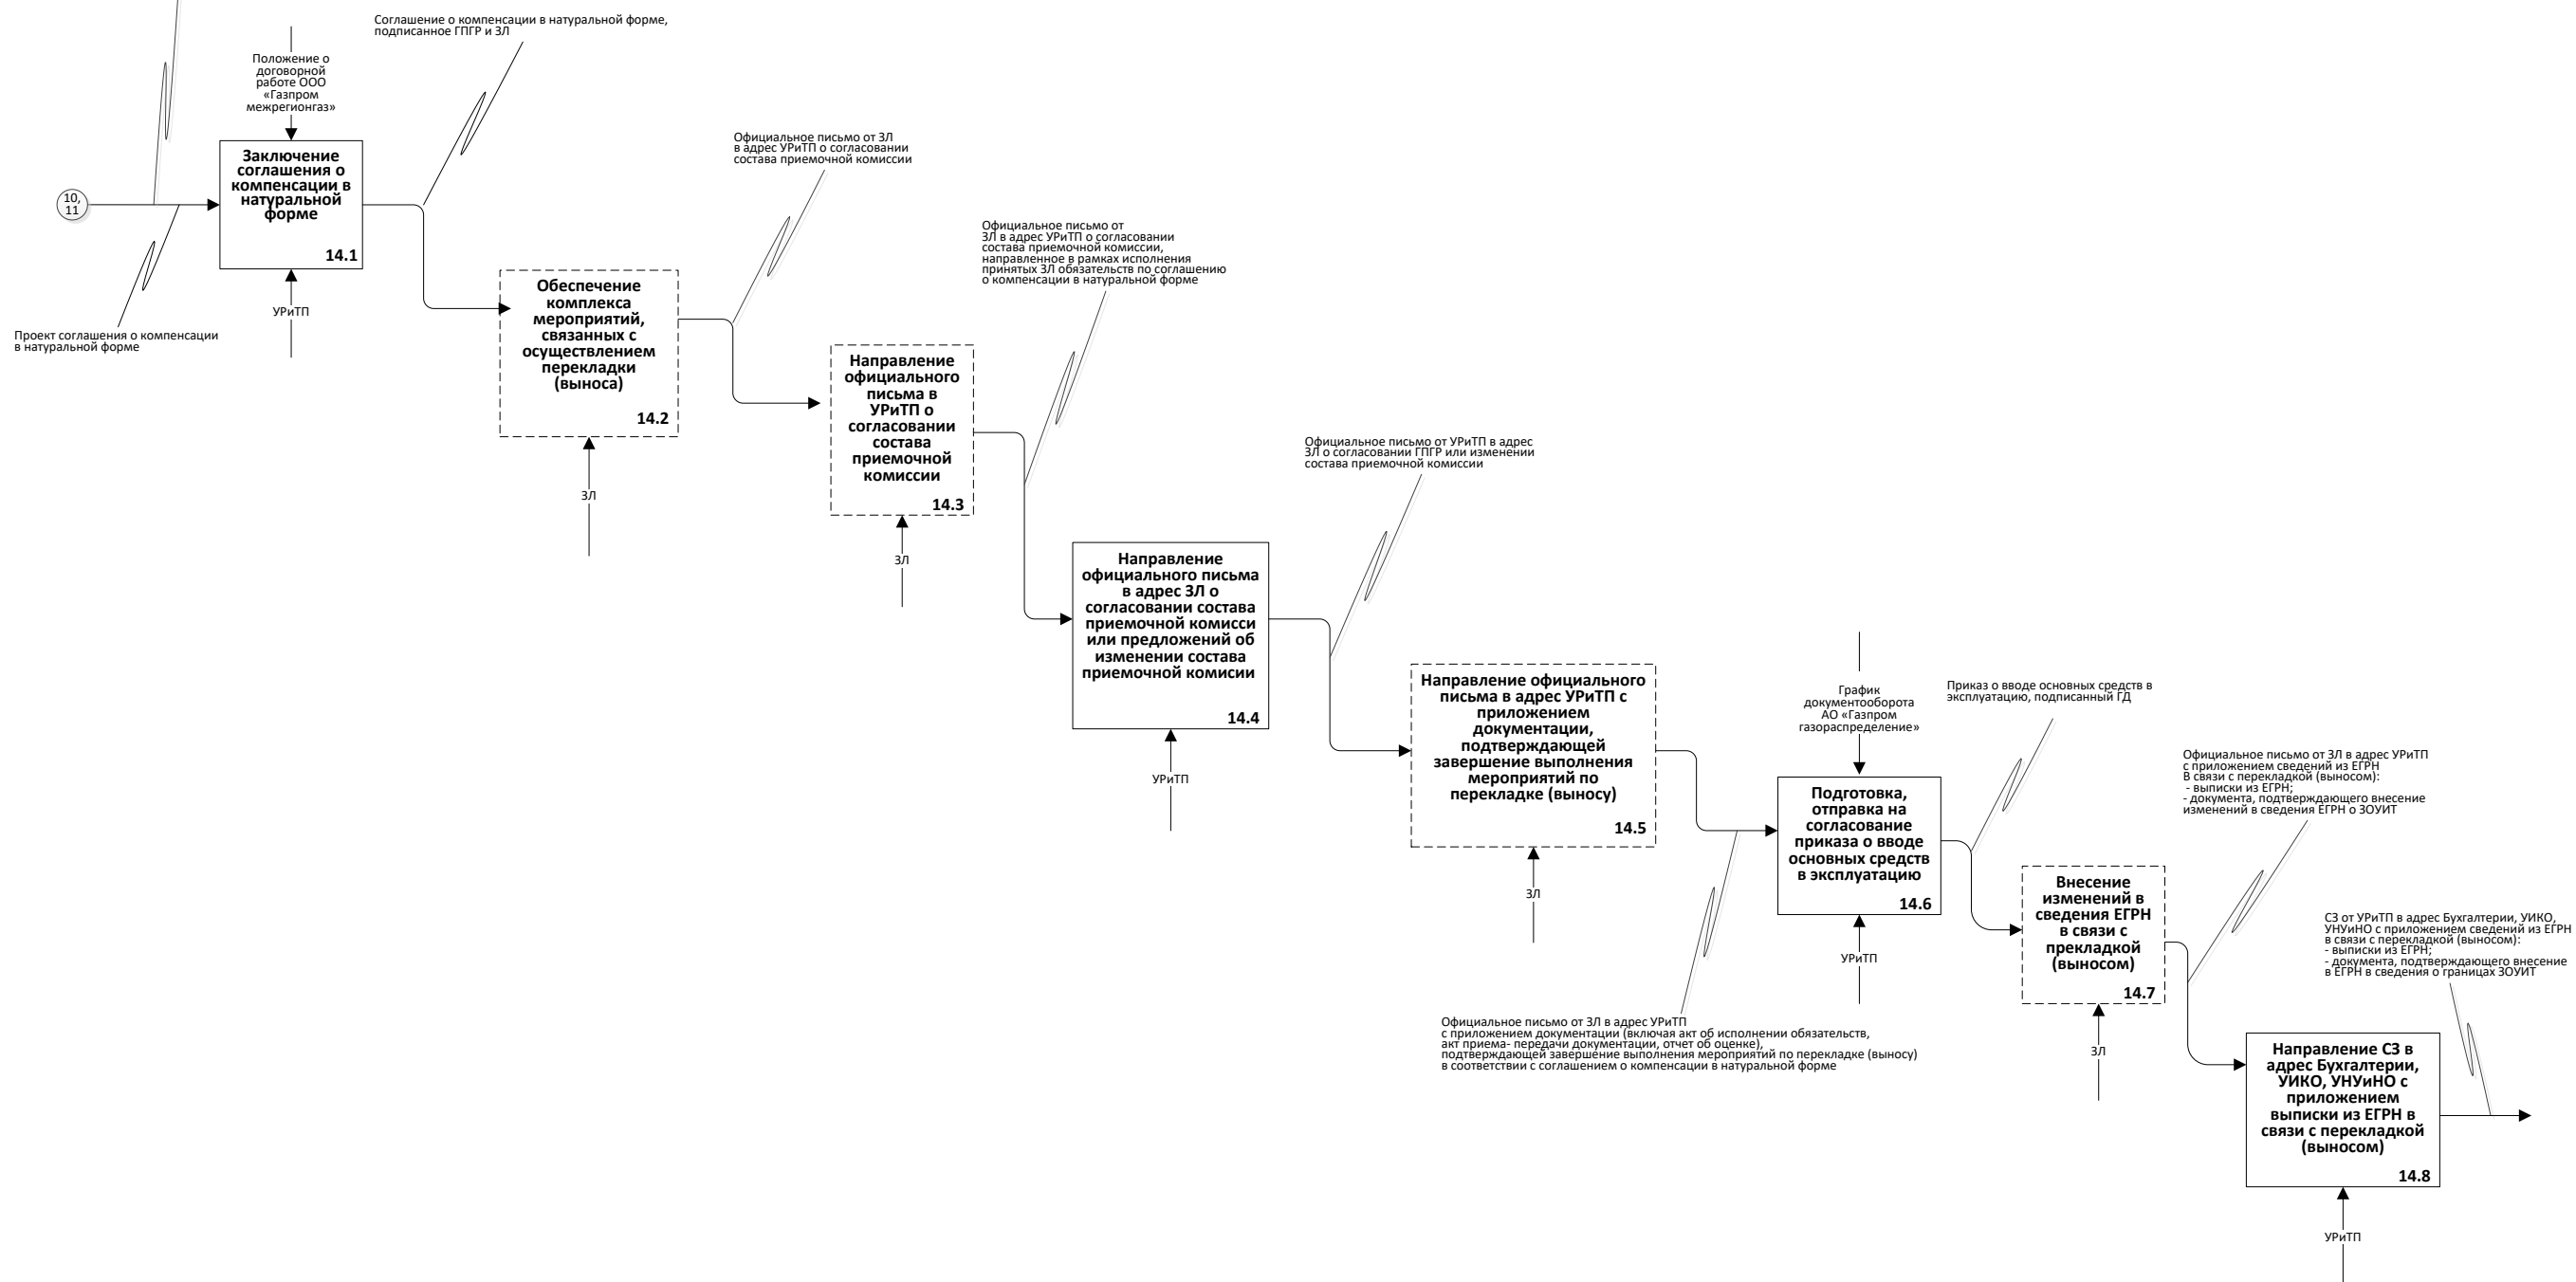 Соглашение о компенсации в натуральной форме,
подписанное ГПГР и ЗЛ
Положение о
договорной
работе ООО
«Газпром
межрегионгаз»
10,
11
Заключение
соглашения о
компенсации в
натуральной
форме
14.1
УРиТП
Проект соглашения о компенсации
в натуральной форме
Официальное письмо от ЗЛ
в адрес УРиТП о согласовании
состава приемочной комиссии
Обеспечение
комплекса
мероприятий,
связанных с
осуществлением
перекладки
(выноса)
14.2
ЗЛ
Официальное письмо от
ЗЛ в адрес УРиТП о согласовании
состава приемочной комиссии,
направленное в рамках исполнения
принятых ЗЛ обязательств по соглашению
о компенсации в натуральной форме
Направление
официального
письма в
УРиТП о
согласовании
состава
приемочной
комиссии
14.3
ЗЛ
Официальное письмо от УРиТП в адрес
ЗЛ о согласовании ГПГР или изменении
состава приемочной комиссии
Направление
официального письма
в адрес ЗЛ о
согласовании состава
приемочной комисси
или предложений об
изменении состава
приемочной комисии
14.4
УРиТП
Направление официального
письма в адрес УРиТП с
приложением
документации,
подтверждающей
завершение выполнения
мероприятий по
перекладке (выносу)
14.5
ЗЛ
График
документооборота
АО «Газпром
газораспределение»
Приказ о вводе основных средств в
эксплуатацию, подписанный ГД
Подготовка,
отправка на
согласование
приказа о вводе
основных средств
в эксплуатацию
14.6
УРиТП
Официальное письмо от ЗЛ в адрес УРиТП
с приложением документации (включая акт об исполнении обязательств,
акт приема- передачи документации, отчет об оценке),
подтверждающей завершение выполнения мероприятий по перекладке (выносу)
в соответствии с соглашением о компенсации в натуральной форме
Официальное письмо от ЗЛ в адрес УРиТП
с приложением сведений из ЕГРН
В связи с перекладкой (выносом):
- выписки из ЕГРН;
- документа, подтверждающего внесение
изменений в сведения ЕГРН о ЗОУИТ
Внесение
изменений в
сведения ЕГРН
в связи с
прекладкой
(выносом)
14.7
ЗЛ
СЗ от УРиТП в адрес Бухгалтерии, УИКО,
УНУиНО с приложением сведений из ЕГРН
в связи с перекладкой (выносом):
- выписки из ЕГРН;
- документа, подтверждающего внесение
в ЕГРН в сведения о границах ЗОУИТ
Направление СЗ в
адрес Бухгалтерии,
УИКО, УНУиНО с
приложением
выписки из ЕГРН в
связи с перекладкой
(выносом)
14.8
УРиТП